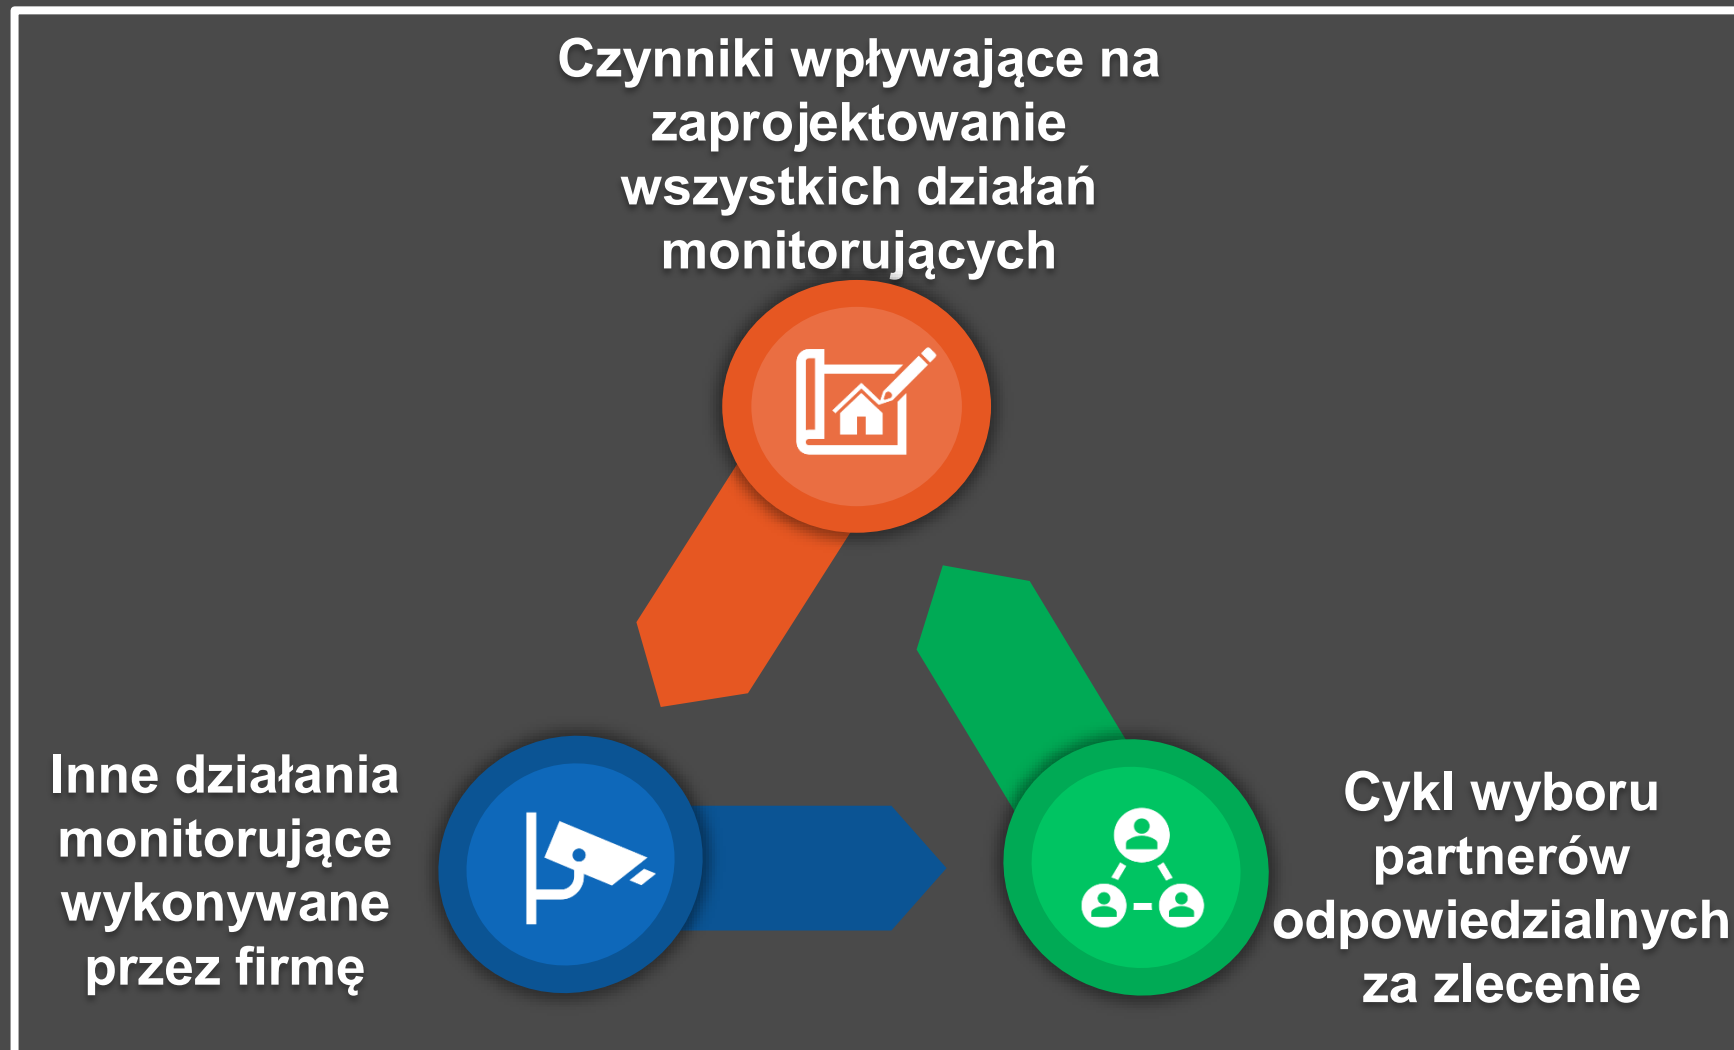 Czynniki wpływające na
zaprojektowanie
wszystkich działań
monitorujących
Inne działania
monitorujące
wykonywane
przez firmę
Cykl wyboru
partnerów
odpowiedzialnych
za zlecenie